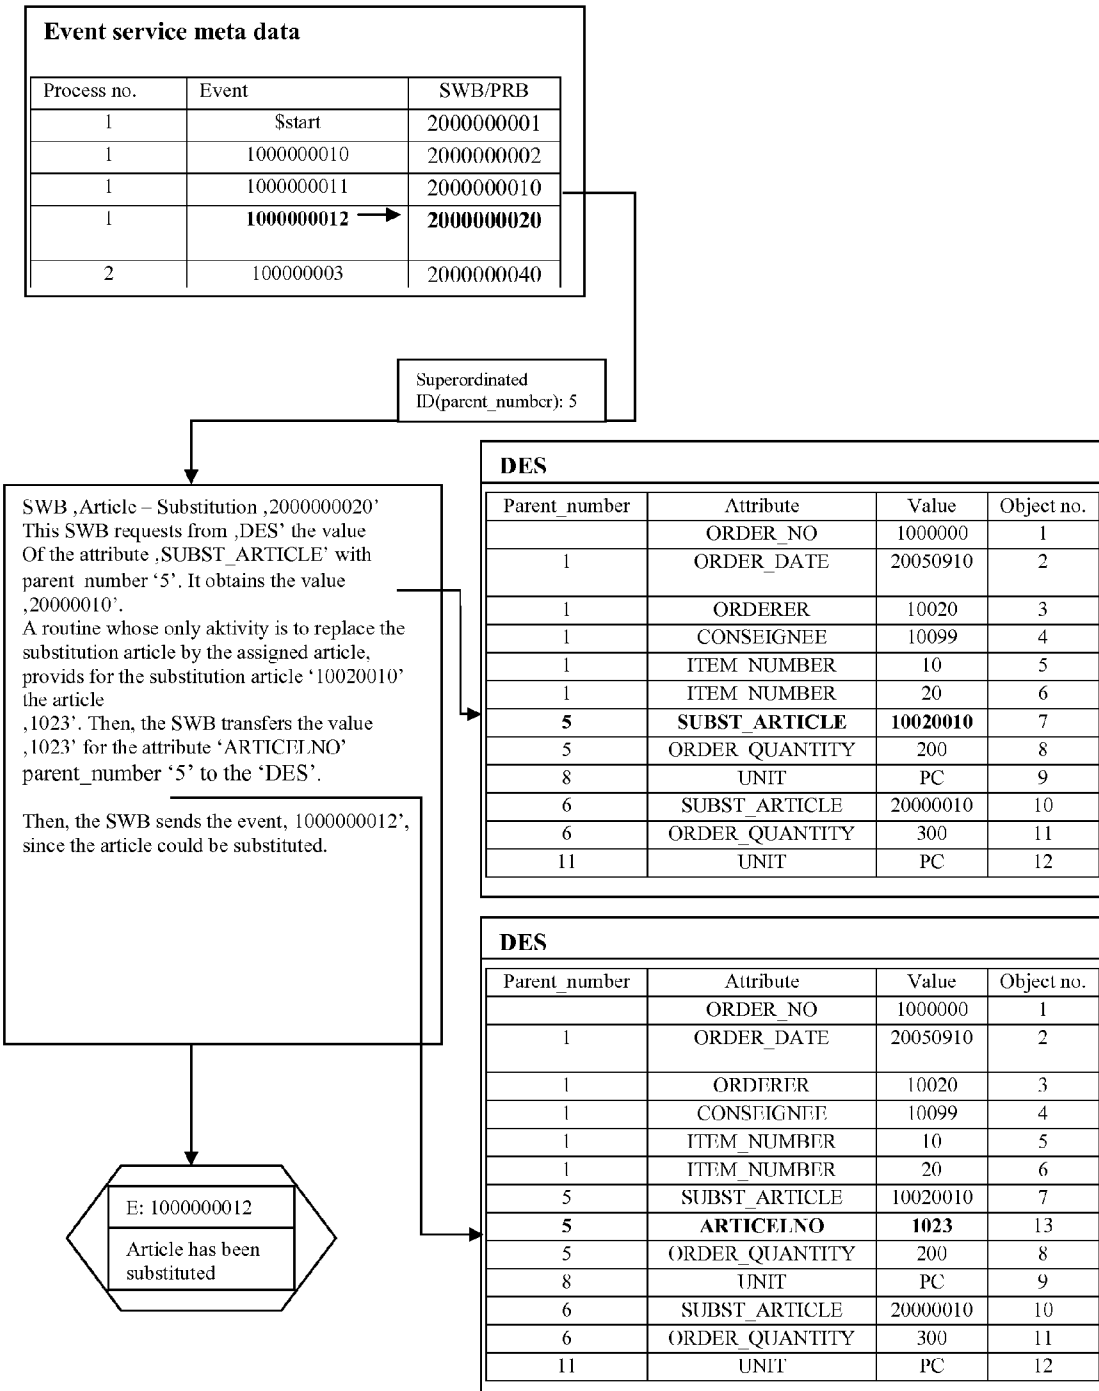 Event service meta data
Process no. Event SWB/PRB
1 $start 2000000001
1 1000000010 2000000002
1 1000000011 2000000010
1 1000000012 2000000020
2 100000003 2000000040
Superordinated
ID(parent_number): 5
SWB ‚Article – Substitution ‚2000000020’
This SWB requests from ‚DES’ the value
Of the attribute ‚SUBST_ARTICLE’ with
parent_number ‘5’. It obtains the value
‚20000010’.
A routine whose only aktivity is to replace the
substitution article by the assigned article,
provids for the substitution article ‘10020010’
the article
‚1023’. Then, the SWB transfers the value
‚1023’ for the attribute ‘ARTICELNO’
parent_number ‘5’ to the ‘DES’.
Then, the SWB sends the event, 1000000012’,
since the article could be substituted.
E: 1000000012
Article has been
substituted
DES
Parent_number Attribute Value Object no.
ORDER_NO 1000000 1
1 ORDER_DATE 20050910 2
1 ORDERER 10020 3
1 CONSEIGNEE 10099 4
1 ITEM_NUMBER 10 5
1 ITEM_NUMBER 20 6
5 SUBST_ARTICLE 10020010 7
5 ORDER_QUANTITY 200 8
8 UNIT PC 9
6 SUBST_ARTICLE 20000010 10
6 ORDER_QUANTITY 300 11
11 UNIT PC 12
DES
Parent_number Attribute Value Object no.
ORDER_NO 1000000 1
1 ORDER_DATE 20050910 2
1 ORDERER 10020 3
1 CONSEIGNEE 10099 4
1 ITEM_NUMBER 10 5
1 ITEM_NUMBER 20 6
5 SUBST_ARTICLE 10020010 7
5 ARTICELNO 1023 13
5 ORDER_QUANTITY 200 8
8 UNIT PC 9
6 SUBST_ARTICLE 20000010 10
6 ORDER_QUANTITY 300 11
11 UNIT PC 12